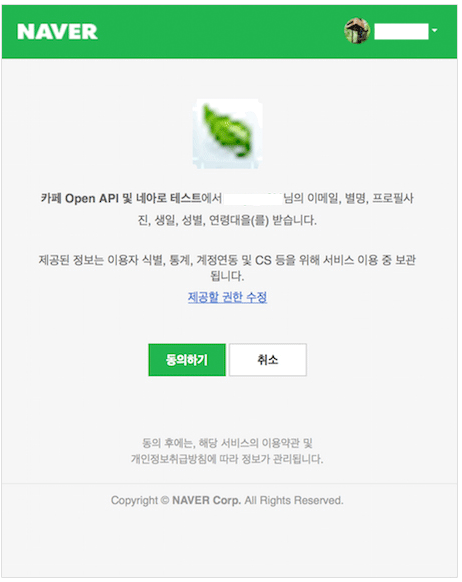 NAVER
카페 Open API 및 네아로 테스트에서 님의 이메일, 별명, 프로필사
진, 생일, 성별, 연령대을(를) 받습니다.
제공된 정보는 이용자 식별, 통계, 계정연동 및 CS 등을 위해 서비스 이용 중 보관
됩니다.
제공할 권한 수정
동의하기 취소
동의 후에는, 해당 서비스의 이용약관 및
개인정보취급방침에 따라 정보가 관리됩니다.
Copyright © NAVER Corp. All Rights Reserved.